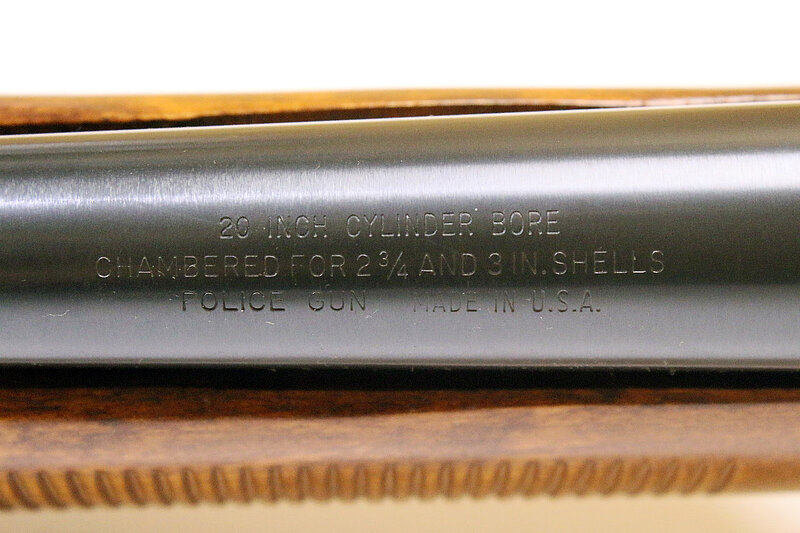 20 INCH CYLINDER BORE
CHAMBERED FOR 2 3/4 AND 3 IN. SHELLS
POLICE GUN MADE IN U.S.A.